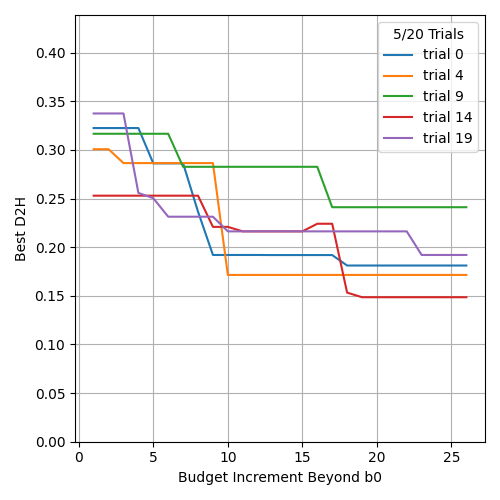 5/20 Trials
trial 0
trial 4
trial 9
trial 14
trial 19
0.40
0.35
0.30
0.25
0.20
0.15
0.10
0.05
0.00
Best D2H
0 5 10 15 20 25
Budget Increment Beyond b0